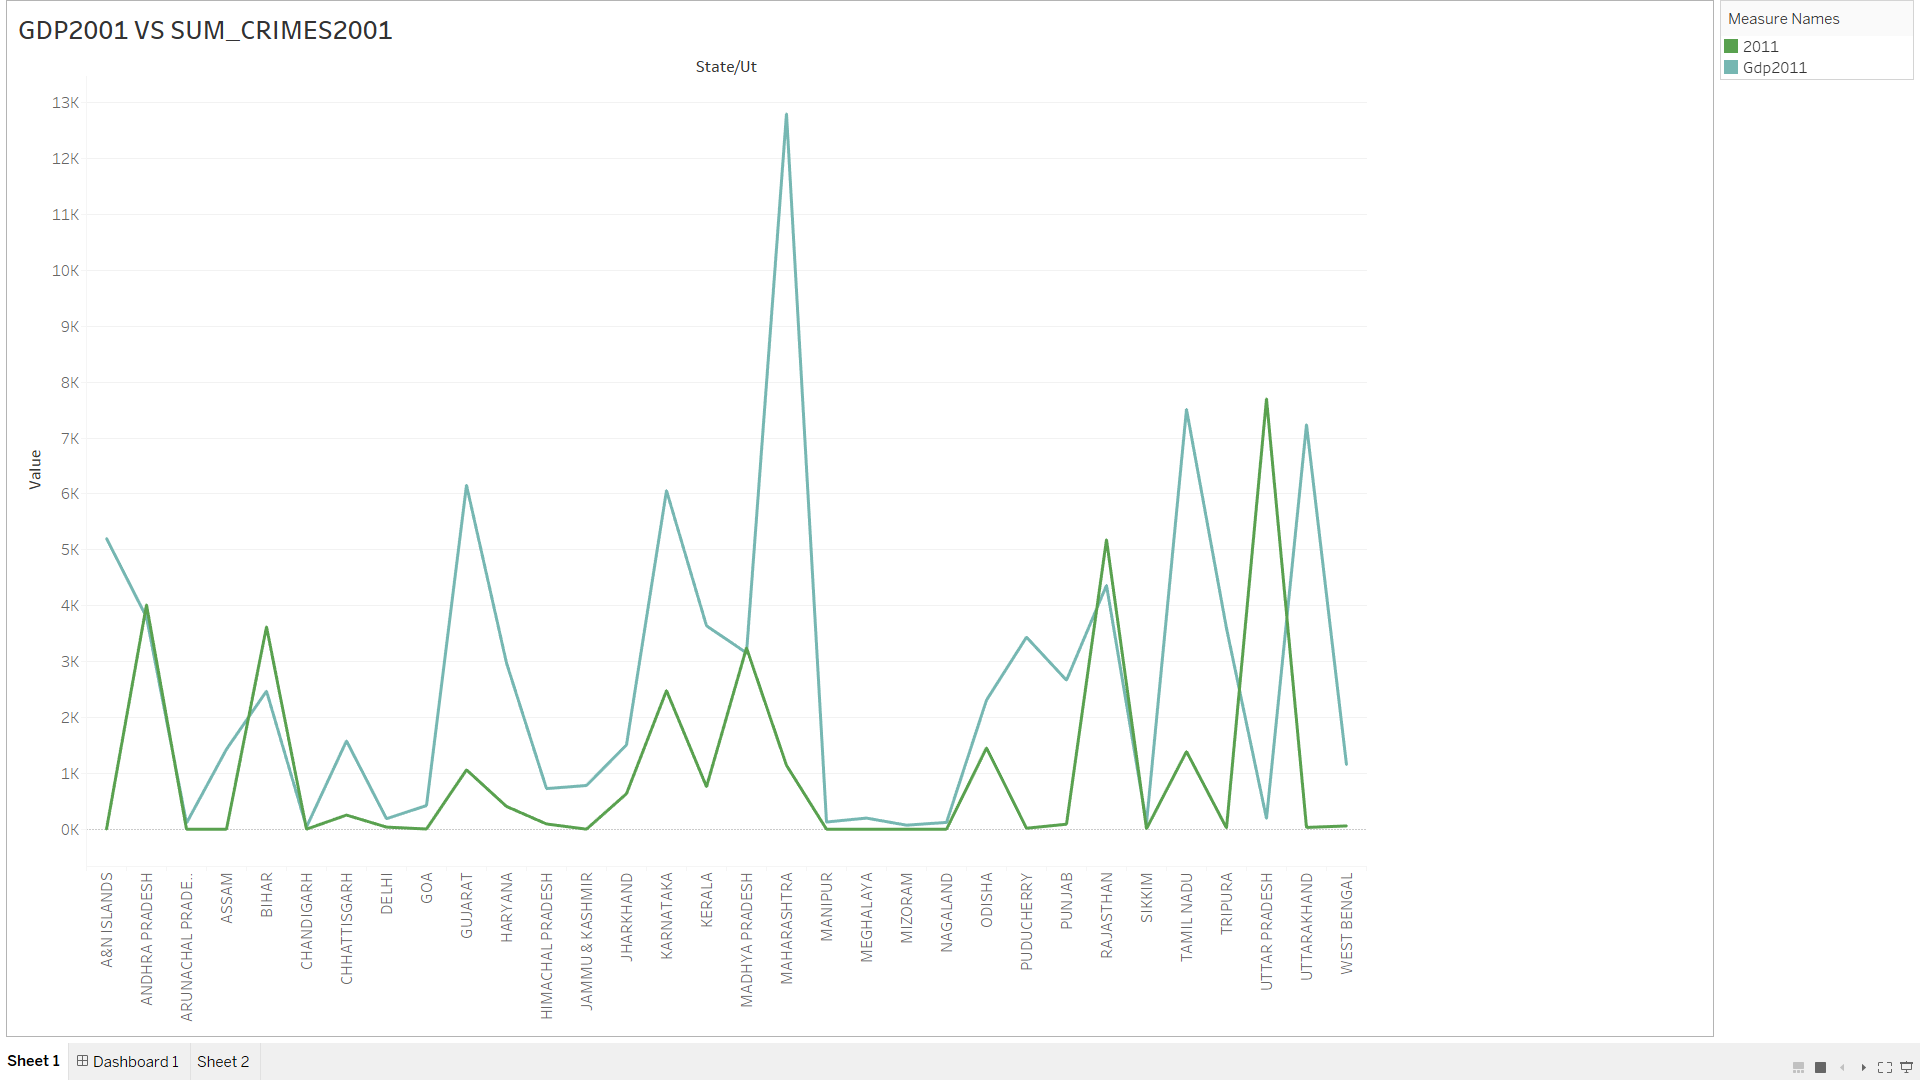 GDP2001 VS SUM_CRIMES2001
State/Ut
Measure Names
2011
Gdp2011
13K
12K
11K
10K
9K
8K
7K
6K
5K
4K
3K
2K
1K
0K
Value
A&N ISLANDS
ANDHRA PRADESH
ARUNACHAL PRADE..
ASSAM
BIHAR
CHANDIGARH
CHHATTISGARH
DELHI
GOA
GUJARAT
HARYANA
HIMACHAL PRADESH
JAMMU & KASHMIR
JHARKHAND
KARNATAKA
KERALA
MADHYA PRADESH
MAHARASHTRA
MANIPUR
MEGHALAYA
MIZORAM
NAGALAND
ODISHA
PUDUCHERRY
PUNJAB
RAJASTHAN
SIKKIM
TAMIL NADU
TRIPURA
UTTAR PRADESH
UTTARAKHAND
WEST BENGAL
Sheet 1
Dashboard 1
Sheet 2